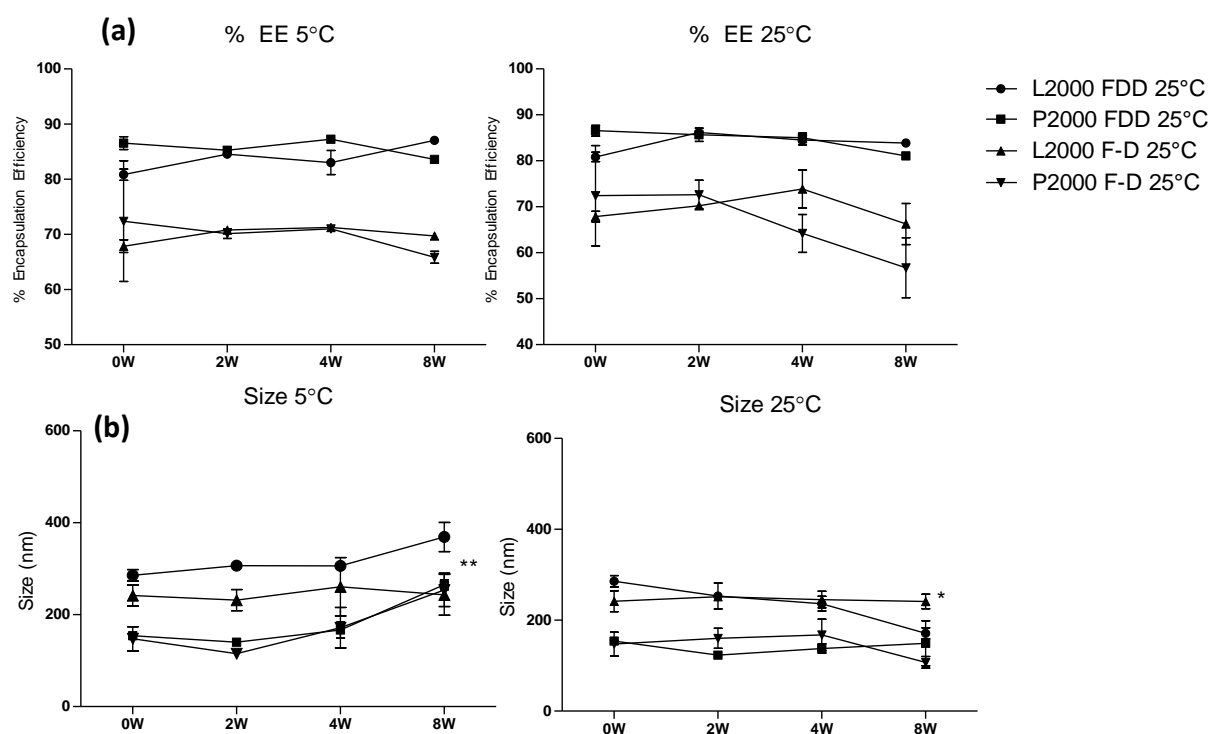 (a)
% EE 5°C
% Encapsulation Efficiency
100
90
80
70
60
50
0W 2W 4W 8W
% EE 25°C
% Encapsulation Efficiency
100
90
80
70
60
50
40
0W 2W 4W 8W
L2000 FDD 25°C
P2000 FDD 25°C
L2000 F-D 25°C
P2000 F-D 25°C
(b)
Size 5°C
Size (nm)
600
400
200
0
**
0W 2W 4W 8W
Size 25°C
Size (nm)
600
400
200
0
*
0W 2W 4W 8W